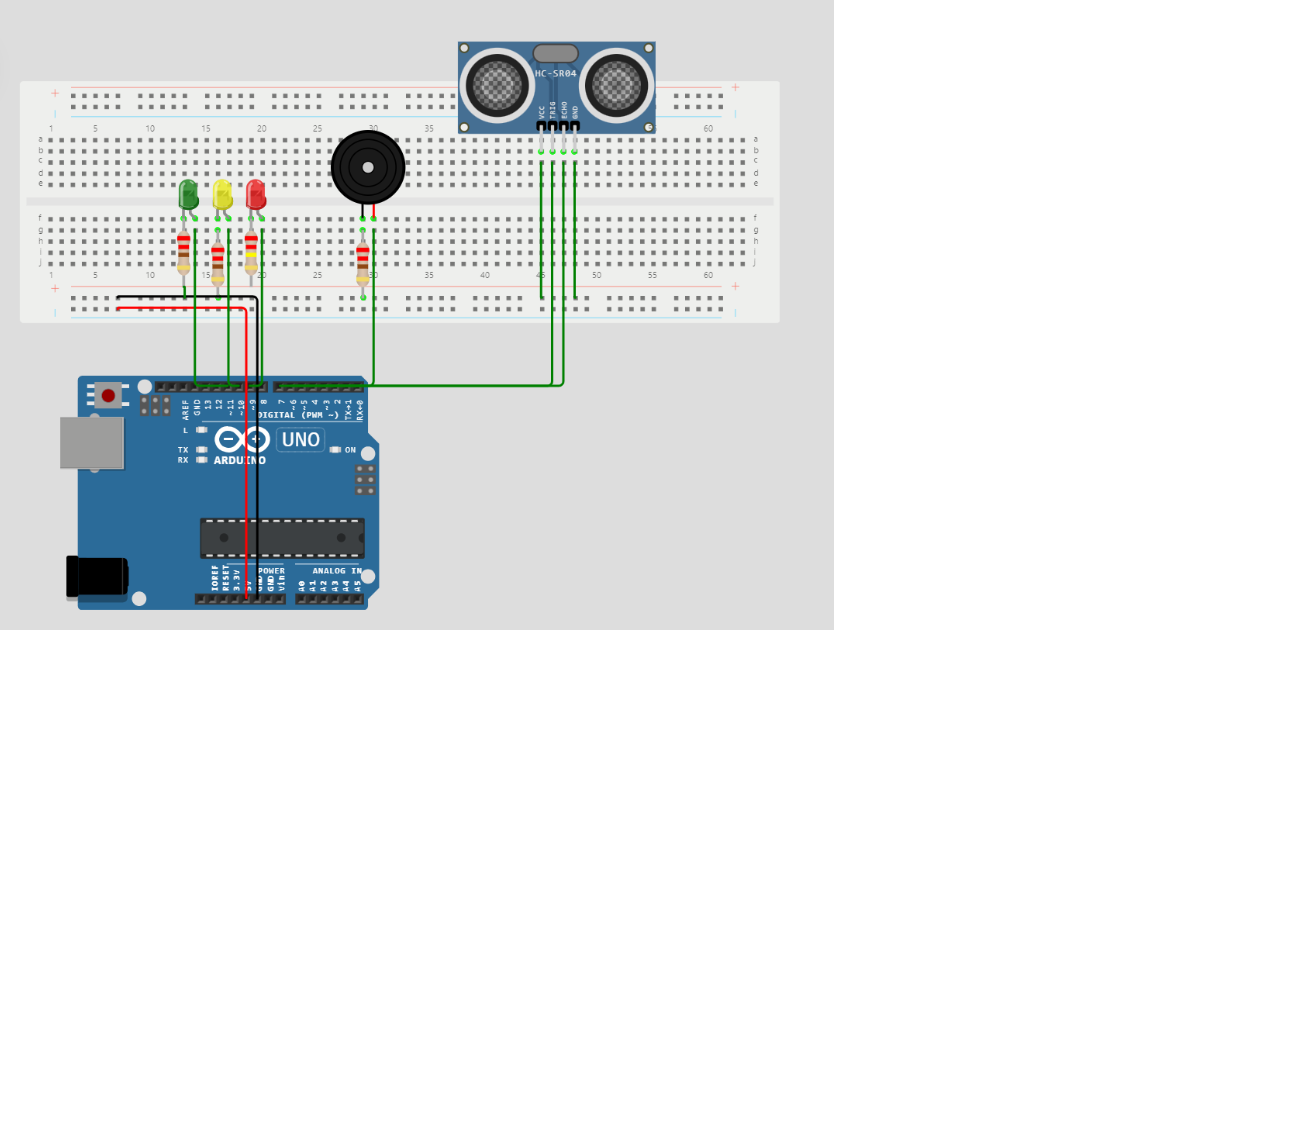 HC-SR04
VCC TRIG ECHO GND
+ +
1 5 10 15 20 25 30 35 60
a a
b b
c c
d d
e e
f f
g g
h h
i i
j j
1 5 10 15 20 25 30 35 40 45 50 55 60
+ +
AREF GND 13 12 ~11 ~10 ~9 8 7 ~6 ~5 4 ~3 2 TX→1 RX←0
DIGITAL (PWM ~)
L
TX
RX
UNO
ON
ARDUINO
POWER
ANALOG IN
IOREF RESET 3.3V 5V GND GND Vin A0 A1 A2 A3 A4 A5